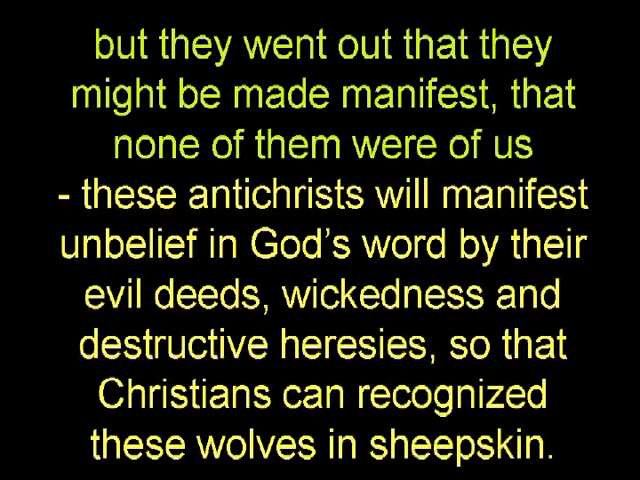 but they went out that they
might be made manifest, that
none of them were of us
- these antichrists will manifest
unbelief in God’s word by their
evil deeds, wickedness and
destructive heresies, so that
Christians can recognized
these wolves in sheepskin.